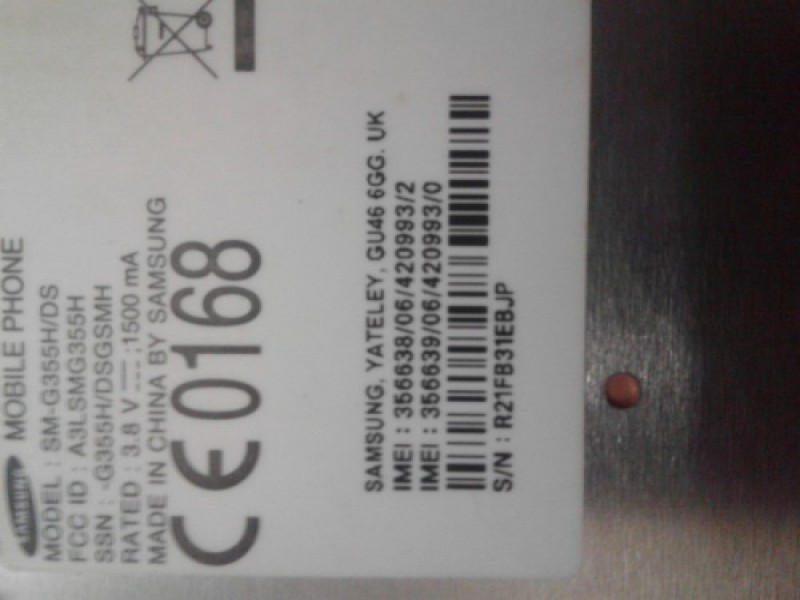 SAMSUNG MOBILE PHONE
MODEL : SM-G355H/DS
FCC ID : A3LSMG355H
SSN : -G355H/DSGSMH
RATED : 3.8 V ⎓ ;1500 mA
MADE IN CHINA BY SAMSUNG
CE0168
SAMSUNG, YATELEY, GU46 6GG. UK
IMEI : 356638/06/420993/2
IMEI : 356639/06/420993/0
S/N : R21FB31EBJP